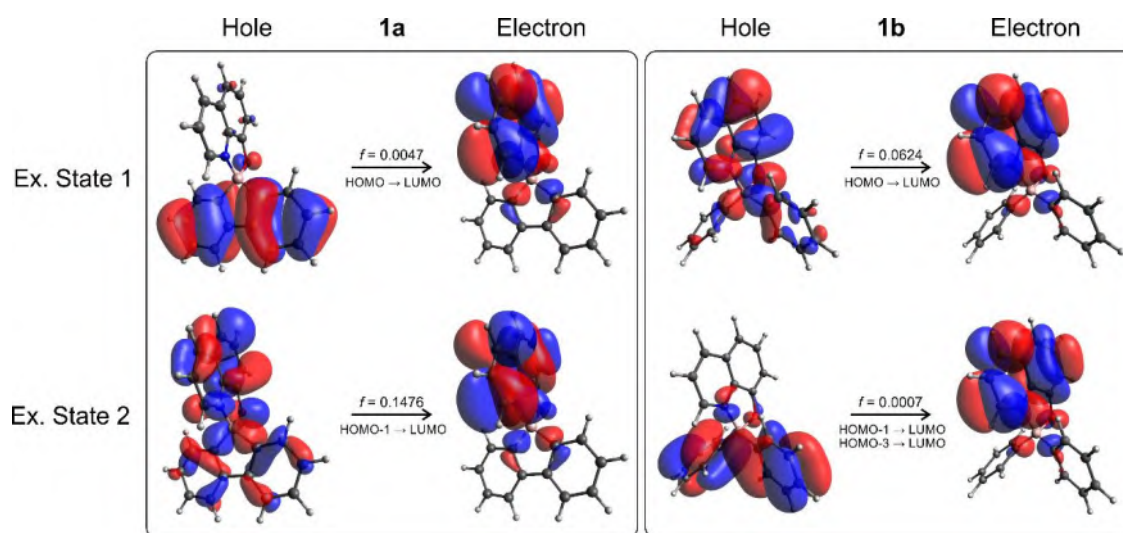 Hole 1a Electron Hole 1b Electron
Ex. State 1
f = 0.0047
HOMO → LUMO
f = 0.0624
HOMO → LUMO
Ex. State 2
f = 0.1476
HOMO-1 → LUMO
f = 0.0007
HOMO-1 → LUMO
HOMO-3 → LUMO